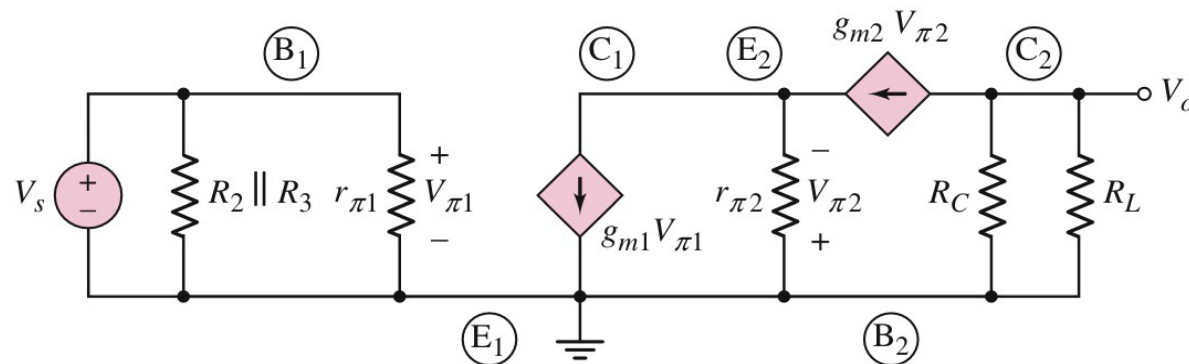 B₁
C₁
E₂
g_{m2} V_{π2}
C₂
V_o
V_s
+
−
R₂ || R₃
r_{π1}
+
V_{π1}
−
g_{m1}V_{π1}
r_{π2}
−
V_{π2}
+
R_C
R_L
E₁
B₂